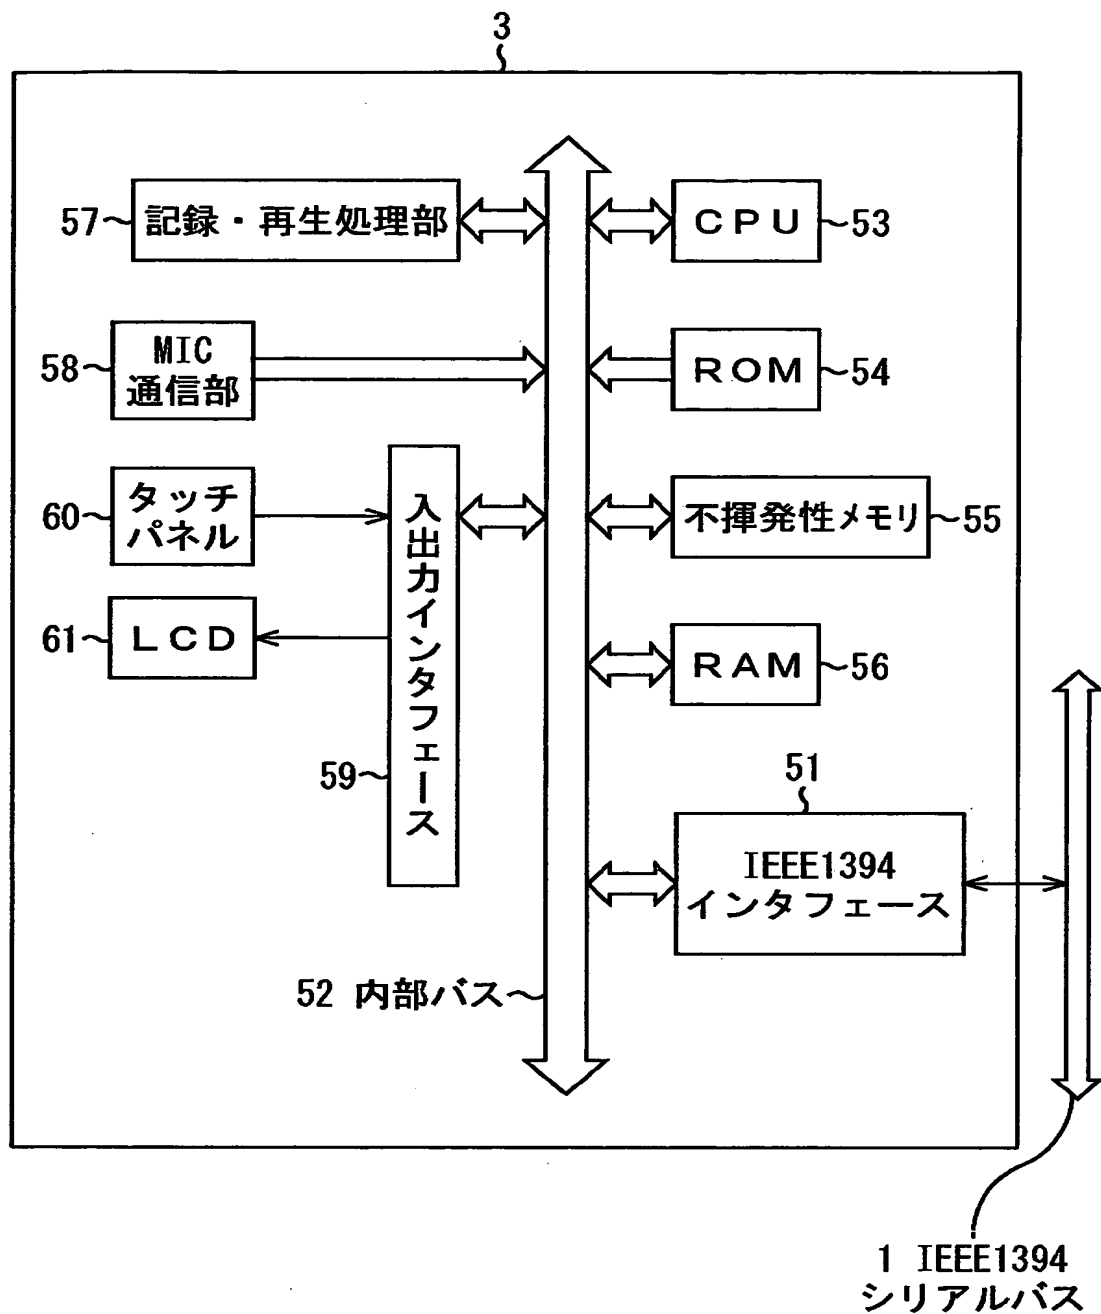 3
57 記録・再生処理部
CPU 53
58 MIC
通信部
ROM 54
60 タッチ
パネル
入出力インタフェース
59
不揮発性メモリ 55
61 LCD
RAM 56
51
IEEE1394
インタフェース
52 内部バス
1 IEEE1394
シリアルバス